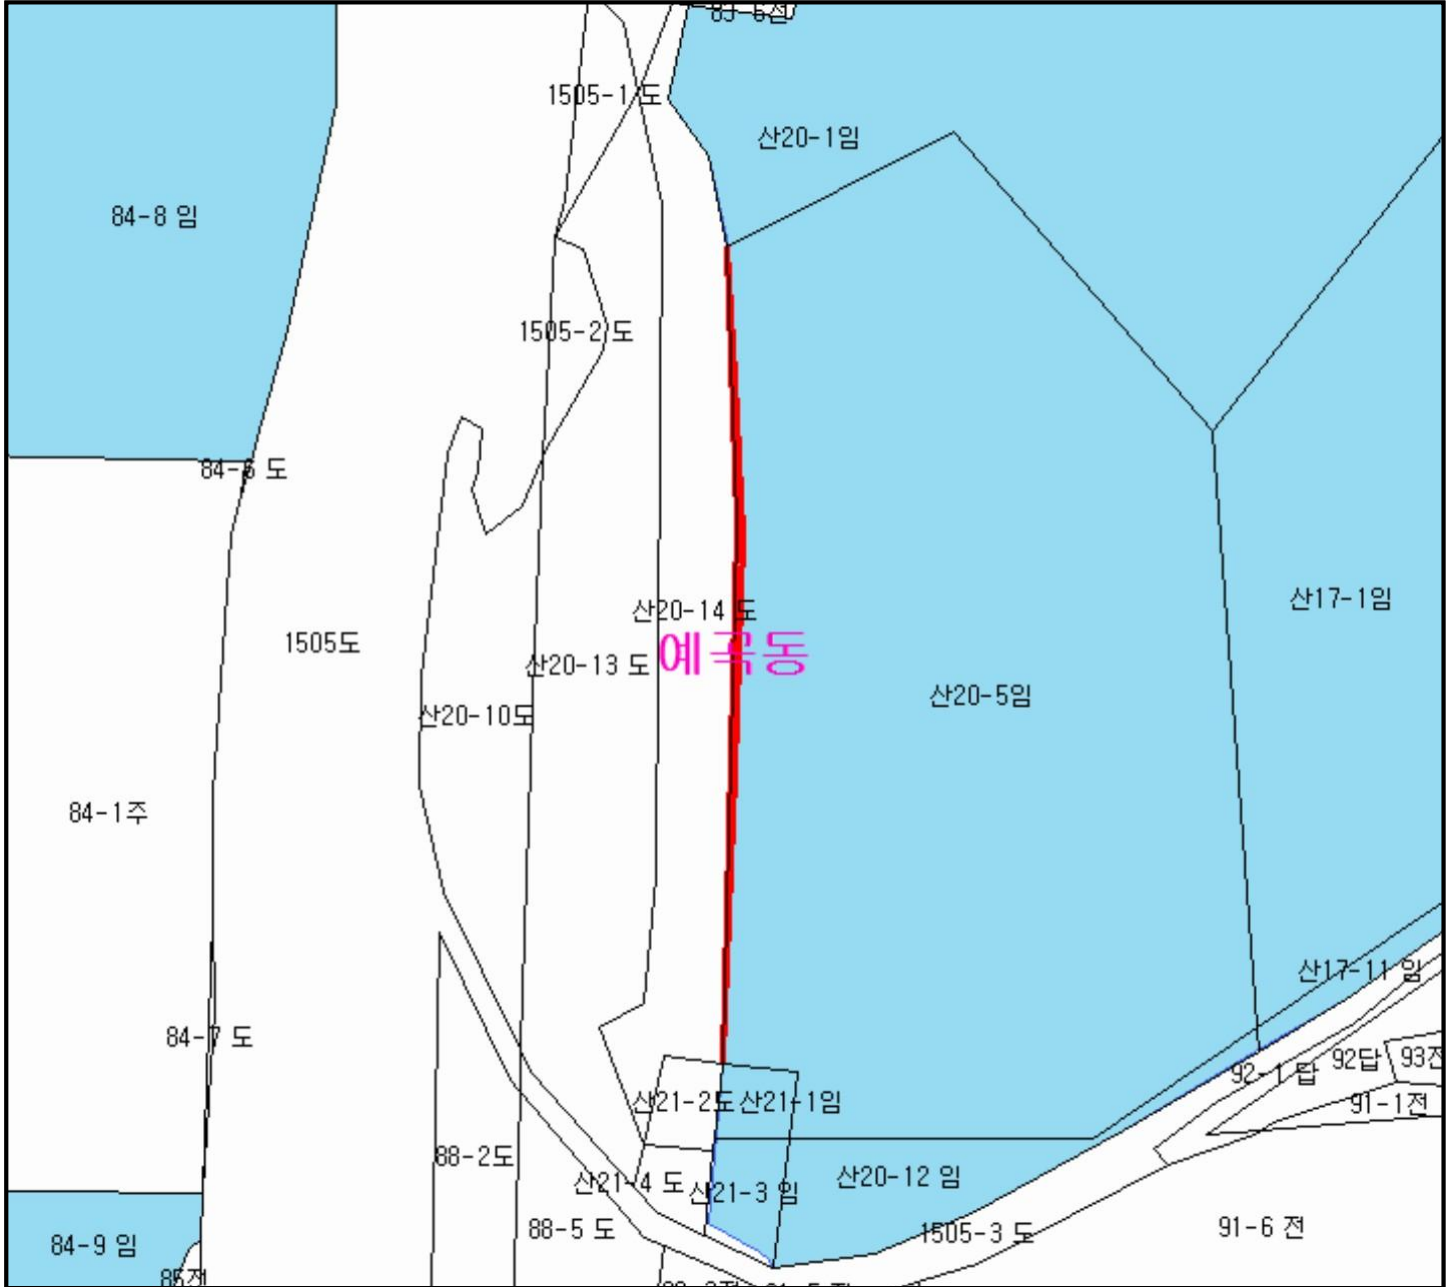 1505-1 도
산20-1임
84-8 임
1505-2 도
84-6 도
산17-1임
산20-14 도
1505도
예곡동
산20-13 도
산20-5임
산20-10도
84-1주
산17-11 임
84-7 도
92답
93전
92-1 답
산21-2도
산21-1임
91-1전
88-2도
산21-4 도
산21-3 임
산20-12 임
88-5 도
1505-3 도
91-6 전
84-9 임
85전